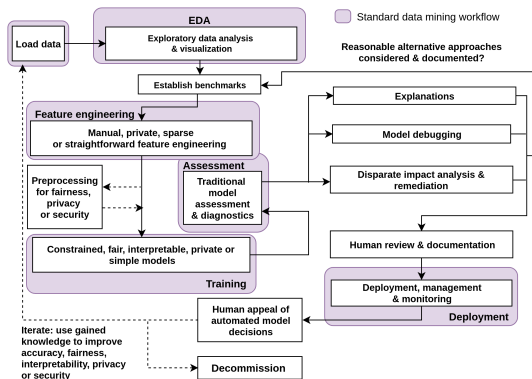 EDA
Standard data mining workflow
Load data
Exploratory data analysis
& visualization
Reasonable alternative approaches
considered & documented?
Establish benchmarks
Explanations
Feature engineering
Manual, private, sparse
or straightforward feature engineering
Model debugging
Assessment
Preprocessing
for fairness,
privacy
or security
Traditional
model
assessment
& diagnostics
Disparate impact analysis &
remediation
Constrained, fair, interpretable, private or
simple models
Training
Human review & documentation
Deployment, management
& monitoring
Deployment
Human appeal of
automated model
decisions
Iterate: use gained
knowledge to improve
accuracy, fairness,
interpretability, privacy
or security
Decommission